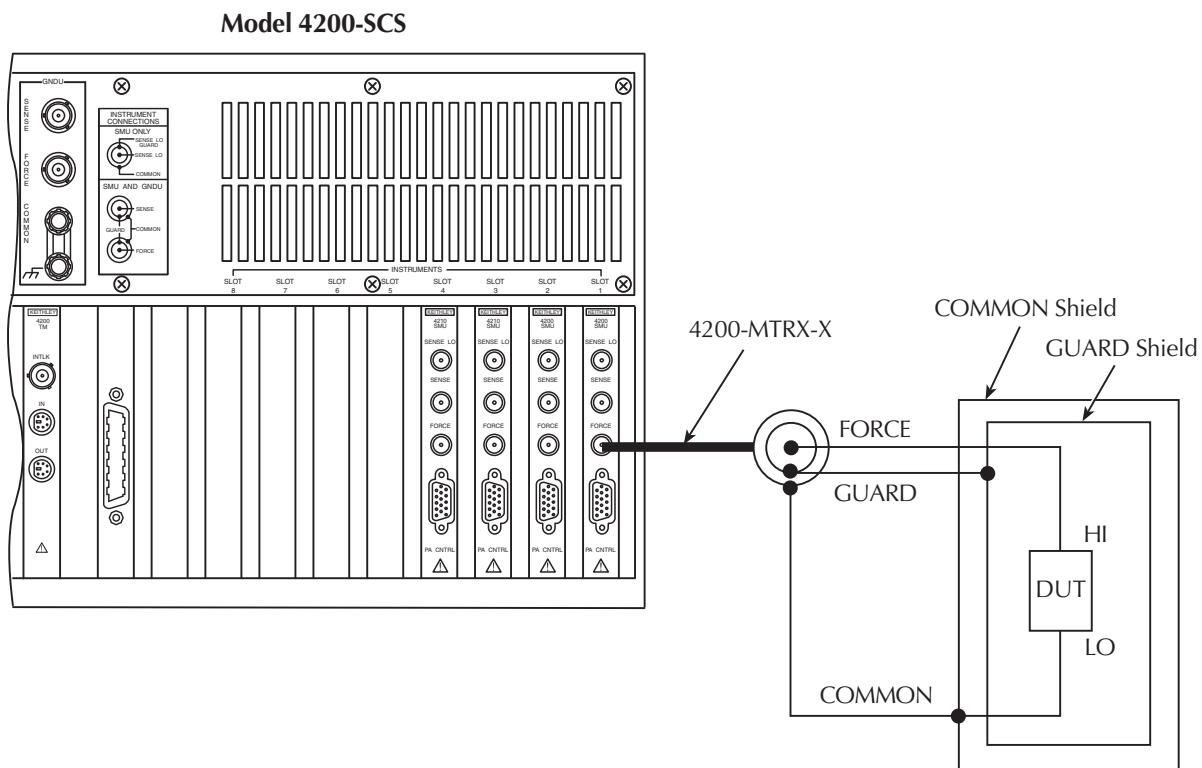 Model 4200-SCS
GNDU
SENSE
FORCE
COMMON
INSTRUMENT
CONNECTIONS
SMU ONLY
SENSE LO
GUARD
SENSE LO
COMMON
SMU AND GNDU
SENSE
GUARD
COMMON
FORCE
INSTRUMENTS
SLOT SLOT SLOT SLOT SLOT SLOT SLOT SLOT
8 7 6 5 4 3 2 1
KEITHLEY
4200
TM
INTLK
IN
OUT
KEITHLEY KEITHLEY KEITHLEY KEITHLEY
4210 4210 4200 4200
SMU SMU SMU SMU
SENSE LO SENSE LO SENSE LO SENSE LO
SENSE SENSE SENSE SENSE
FORCE FORCE FORCE FORCE
PA CNTRL PA CNTRL PA CNTRL PA CNTRL
4200-MTRX-X
COMMON Shield
GUARD Shield
FORCE
GUARD
HI
DUT
LO
COMMON